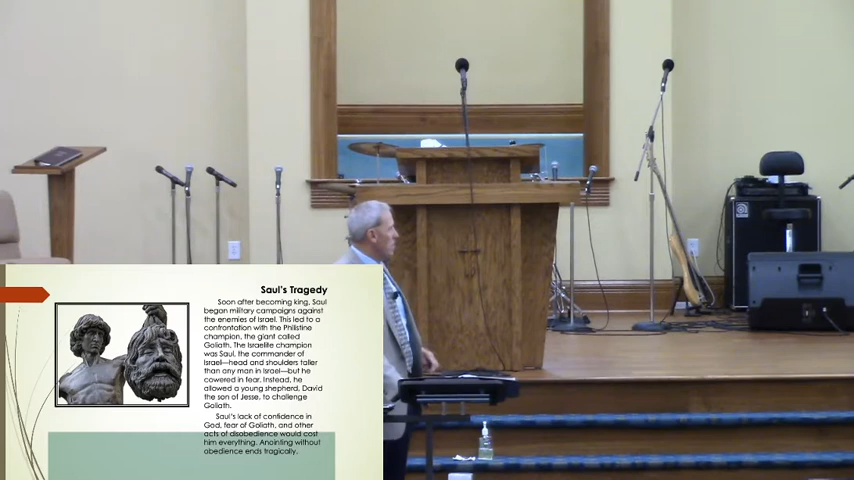 Saul's Tragedy
Soon after becoming king, Saul
began military campaigns against
the enemies of Israel. This led to a
confrontation with the Philistine
champion, the giant called
Goliath. The Israelite champion
was Saul, the commander of
Israel—head and shoulders taller
than any man in Israel—but he
cowered in fear. Instead, he
allowed a young shepherd, David
the son of Jesse, to challenge
Goliath.
Saul's lack of confidence in
God, fear of Goliath, and other
acts of disobedience would cost
him everything. Anointing without
obedience ends tragically.